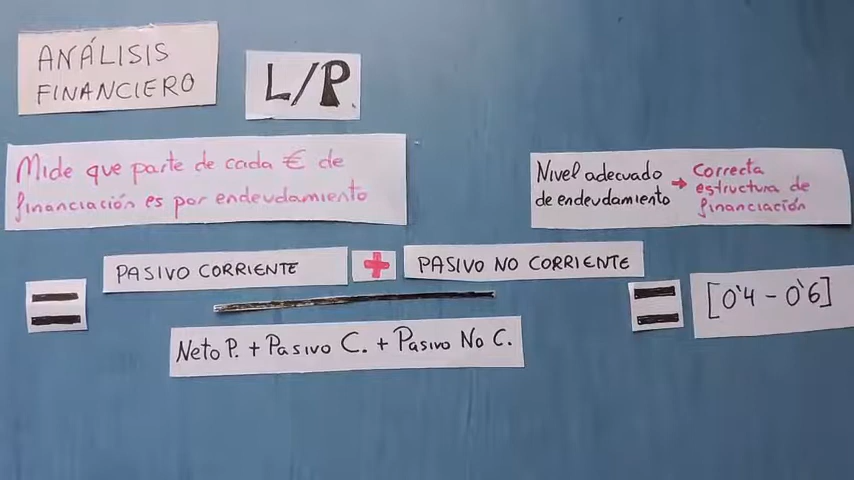 ANÁLISIS
FINANCIERO
L/P.
Mide que parte de cada € de
financiación es por endeudamiento
Nivel adecuado → Correcta
de endeudamiento estructura de
financiación
PASIVO CORRIENTE + PASIVO NO CORRIENTE
= = [0'4 - 0'6]
Neto P. + Pasivo C. + Pasivo No C.